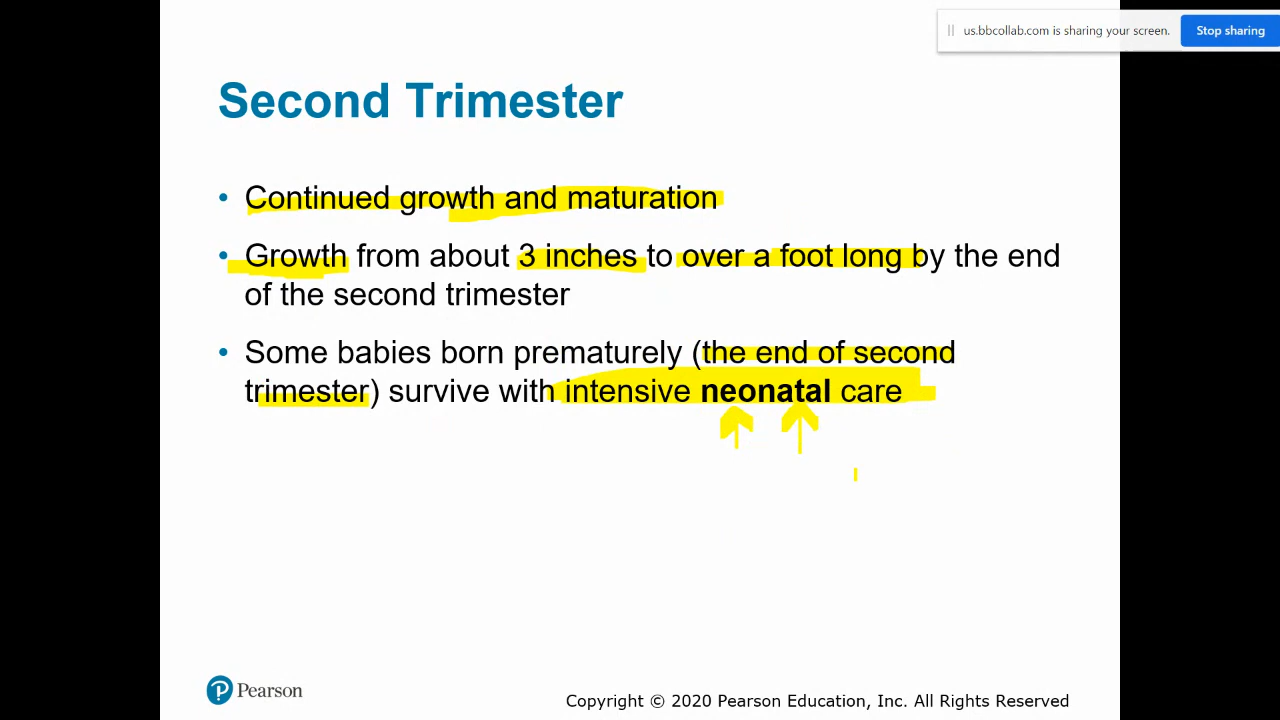 us.bbcollab.com is sharing your screen.
Stop sharing
Second Trimester
• Continued growth and maturation
• Growth from about 3 inches to over a foot long by the end
of the second trimester
• Some babies born prematurely (the end of second
trimester) survive with intensive neonatal care
Pearson
Copyright © 2020 Pearson Education, Inc. All Rights Reserved